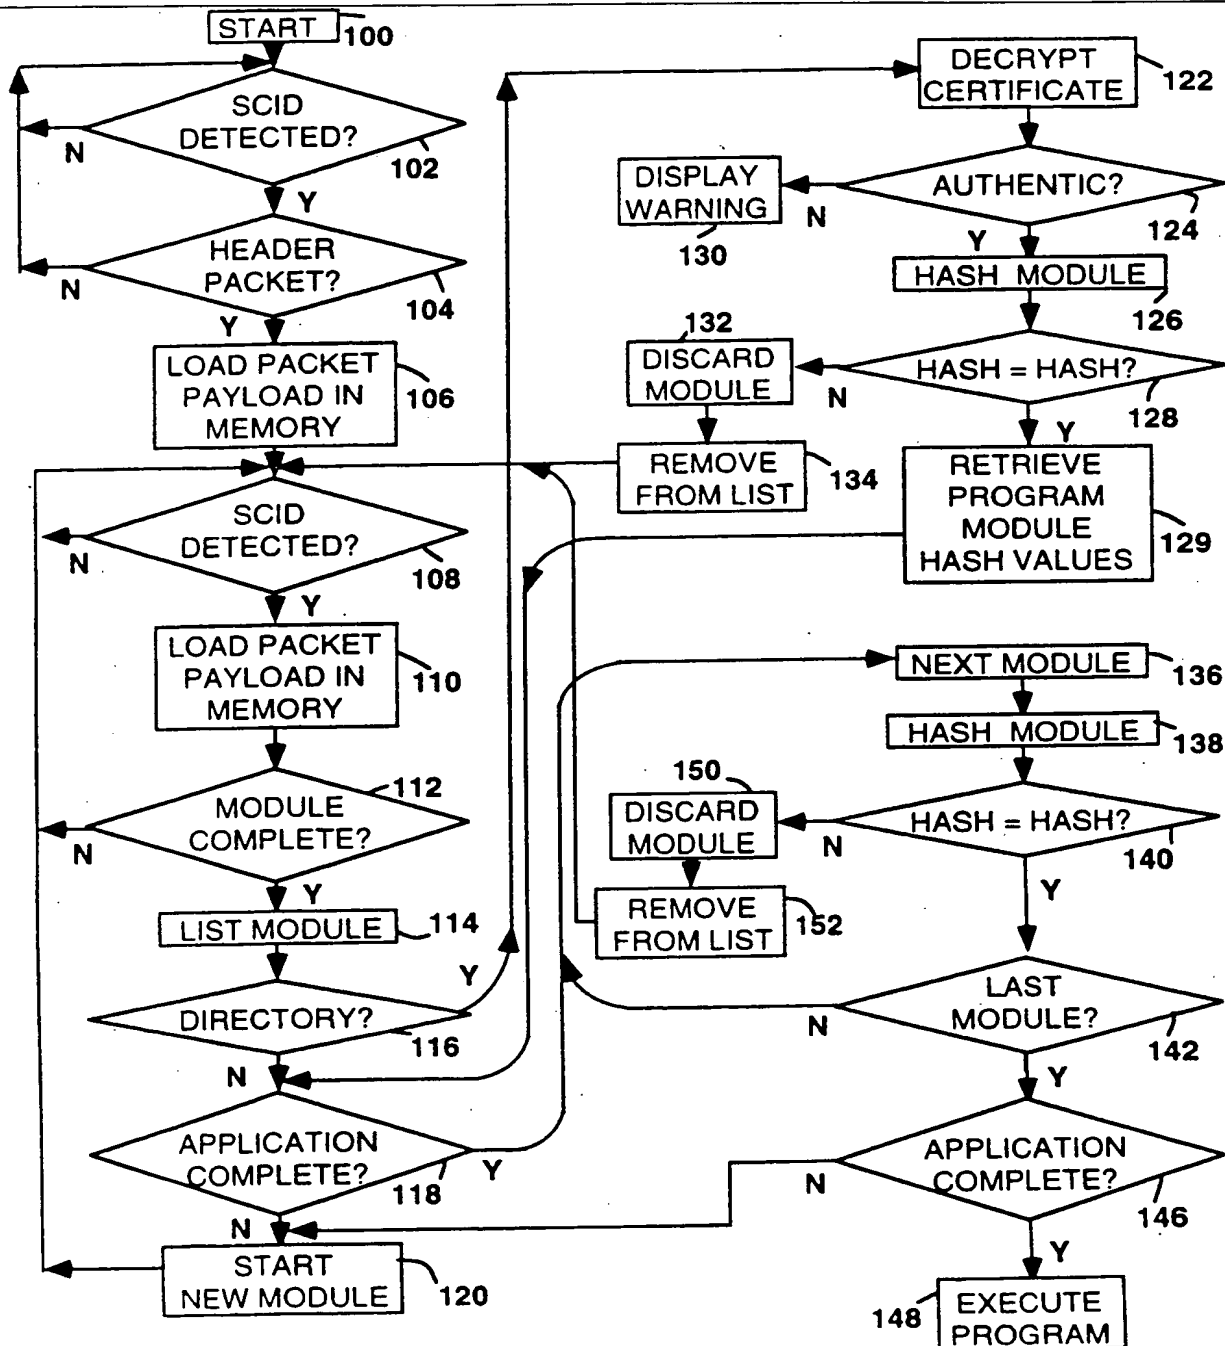 START
100
SCID
DETECTED?
102
N
Y
HEADER
PACKET?
104
N
Y
LOAD PACKET
PAYLOAD IN
MEMORY
106
SCID
DETECTED?
108
N
Y
LOAD PACKET
PAYLOAD IN
MEMORY
110
MODULE
COMPLETE?
112
N
Y
LIST MODULE
114
DIRECTORY?
116
Y
N
APPLICATION
COMPLETE?
118
Y
N
START
NEW MODULE
120
DECRYPT
CERTIFICATE
122
AUTHENTIC?
124
N
DISPLAY
WARNING
130
Y
HASH MODULE
126
HASH = HASH?
128
N
132
DISCARD
MODULE
REMOVE
FROM LIST
134
Y
RETRIEVE
PROGRAM
MODULE
HASH VALUES
129
NEXT MODULE
136
HASH MODULE
138
HASH = HASH?
140
N
150
DISCARD
MODULE
REMOVE
FROM LIST
152
Y
LAST
MODULE?
142
N
Y
APPLICATION
COMPLETE?
146
N
Y
EXECUTE
PROGRAM
148